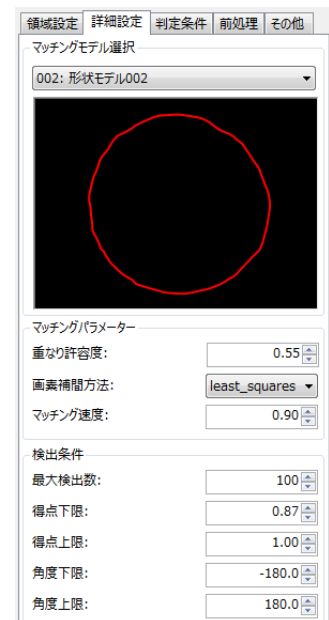 領域設定 詳細設定 判定条件 前処理 その他
マッチングモデル選択
002: 形状モデル002
マッチングパラメーター
重なり許容度: 0.55
画素補間方法: least_squares
マッチング速度: 0.90
検出条件
最大検出数: 100
得点下限: 0.87
得点上限: 1.00
角度下限: -180.0
角度上限: 180.0